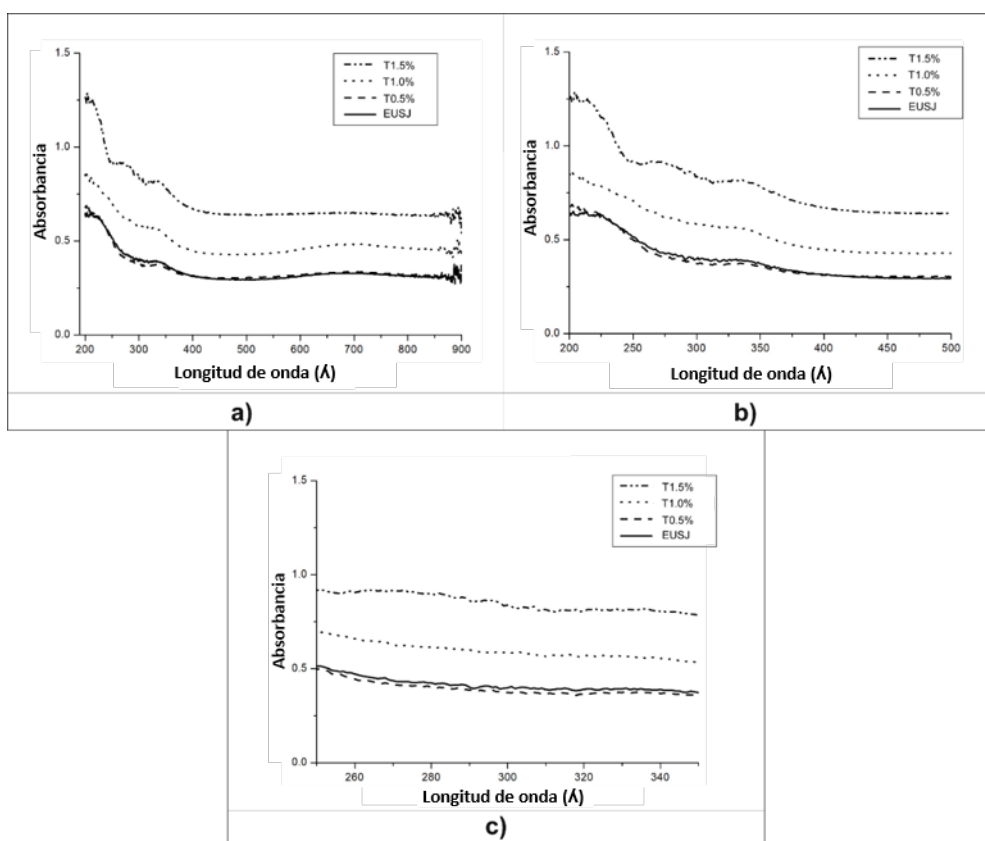 1.5
1.0
0.5
0.0
Absorbancia
T1.5%
T1.0%
T0.5%
EUSJ
200 300 400 500 600 700 800 900
Longitud de onda (ʎ)
a)
1.5
1.0
0.5
0.0
Absorbancia
T1.5%
T1.0%
T0.5%
EUSJ
200 250 300 350 400 450 500
Longitud de onda (ʎ)
b)
1.5
1.0
0.5
0.0
Absorbancia
T1.5%
T1.0%
T0.5%
EUSJ
260 280 300 320 340
Longitud de onda (ʎ)
c)